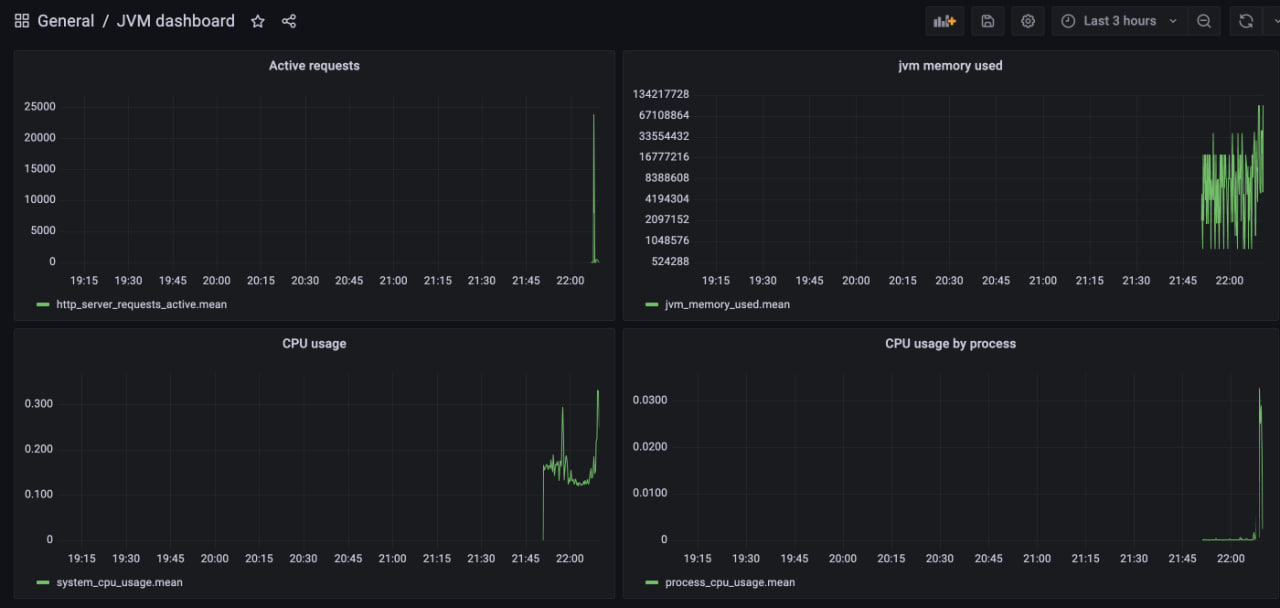 General / JVM dashboard
Last 3 hours
Active requests
25000
20000
15000
10000
5000
0
19:15 19:30 19:45 20:00 20:15 20:30 20:45 21:00 21:15 21:30 21:45 22:00
http_server_requests_active.mean
jvm memory used
134217728
67108864
33554432
16777216
8388608
4194304
2097152
1048576
524288
19:15 19:30 19:45 20:00 20:15 20:30 20:45 21:00 21:15 21:30 21:45 22:00
jvm_memory_used.mean
CPU usage
0.300
0.200
0.100
0
19:15 19:30 19:45 20:00 20:15 20:30 20:45 21:00 21:15 21:30 21:45 22:00
system_cpu_usage.mean
CPU usage by process
0.0300
0.0200
0.0100
0
19:15 19:30 19:45 20:00 20:15 20:30 20:45 21:00 21:15 21:30 21:45 22:00
process_cpu_usage.mean